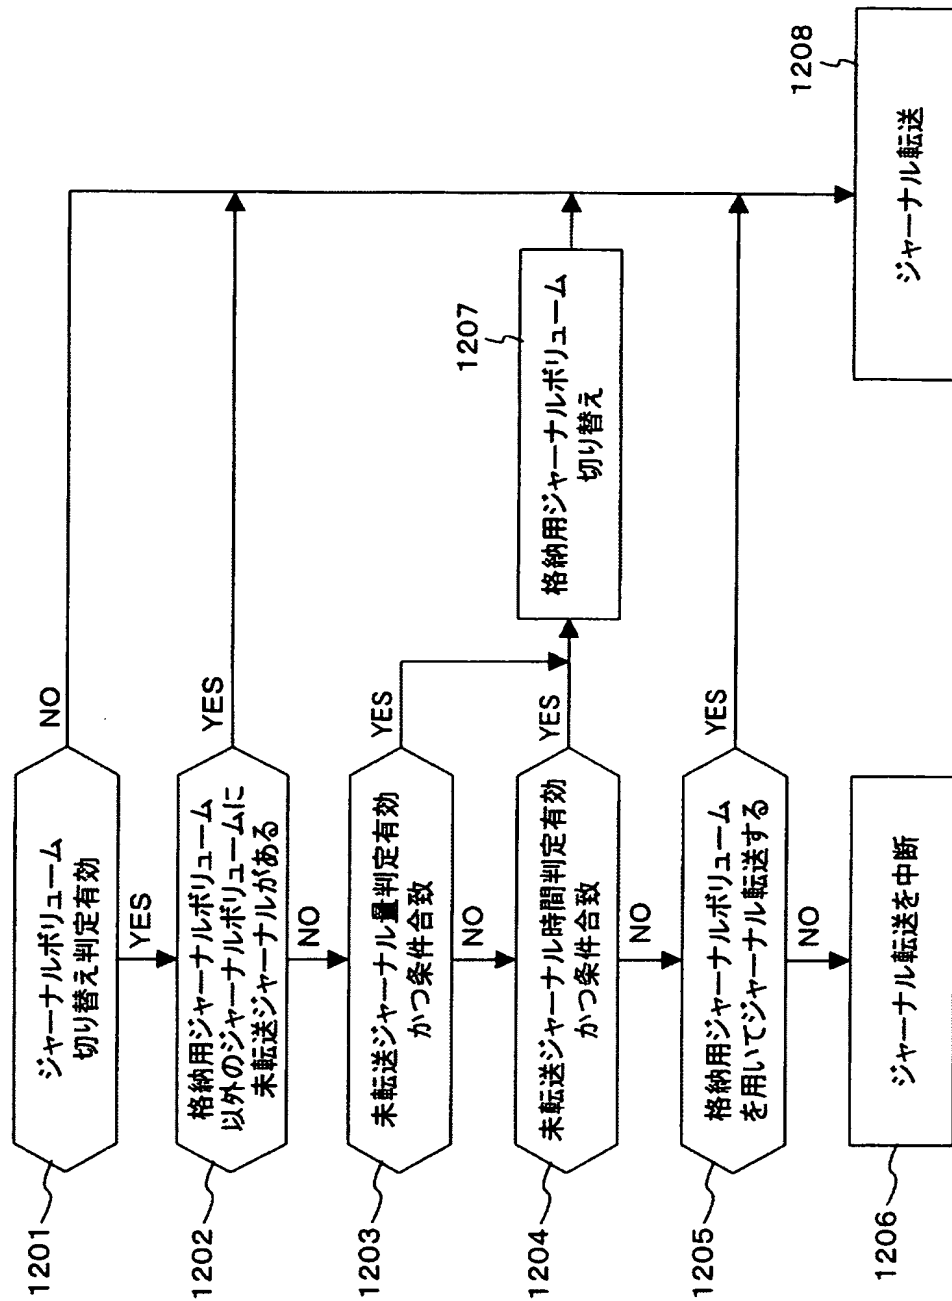 1201
ジャーナルボリューム
切り替え判定有効
NO
YES
1202
格納用ジャーナルボリューム
以外のジャーナルボリュームに
未転送ジャーナルがある
YES
NO
1203
未転送ジャーナル量判定有効
かつ条件合致
YES
NO
1204
未転送ジャーナル時間判定有効
かつ条件合致
YES
NO
1207
格納用ジャーナルボリューム
切り替え
1205
格納用ジャーナルボリューム
を用いてジャーナル転送する
YES
NO
1206
ジャーナル転送を中断
1208
ジャーナル転送